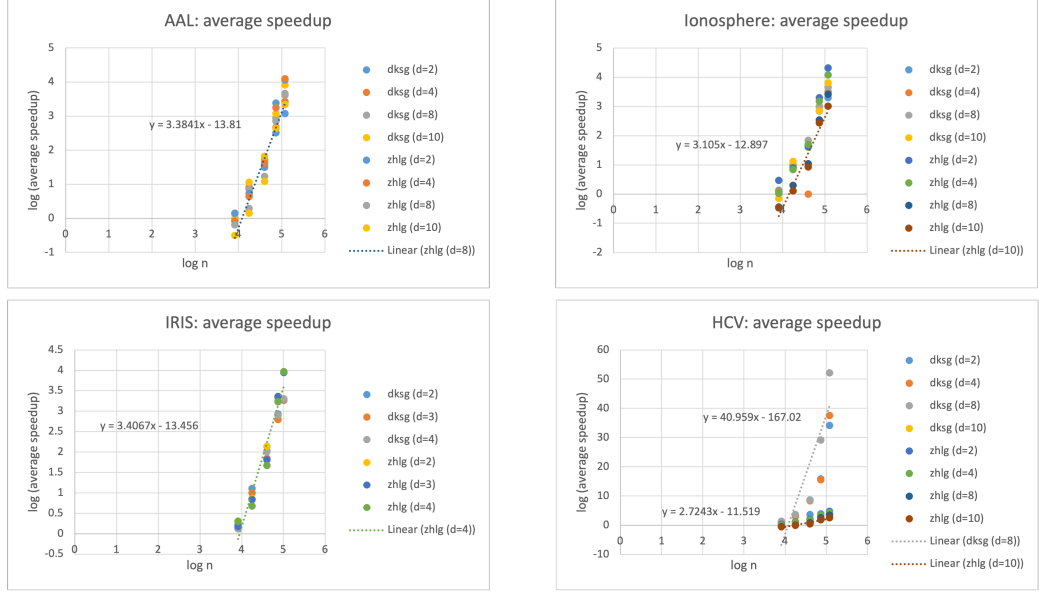 AAL: average speedup
log (average speedup)
5
4
3
2
1
0
-1
0
1
2
3
4
5
6
log n
y = 3.3841x - 13.81
dksg (d=2)
dksg (d=4)
dksg (d=8)
dksg (d=10)
zhlg (d=2)
zhlg (d=4)
zhlg (d=8)
zhlg (d=10)
Linear (zhlg (d=8))
Ionosphere: average speedup
log (average speedup)
5
4
3
2
1
0
-1
-2
0
1
2
3
4
5
6
log n
y = 3.105x - 12.897
dksg (d=2)
dksg (d=4)
dksg (d=8)
dksg (d=10)
zhlg (d=2)
zhlg (d=4)
zhlg (d=8)
zhlg (d=10)
Linear (zhlg (d=10))
IRIS: average speedup
log (average speedup)
4.5
4
3.5
3
2.5
2
1.5
1
0.5
0
-0.5
0
1
2
3
4
5
6
log n
y = 3.4067x - 13.456
dksg (d=2)
dksg (d=3)
dksg (d=4)
zhlg (d=2)
zhlg (d=3)
zhlg (d=4)
Linear (zhlg (d=4))
HCV: average speedup
log (average speedup)
60
50
40
30
20
10
0
-10
0
1
2
3
4
5
6
log n
y = 40.959x - 167.02
y = 2.7243x - 11.519
dksg (d=2)
dksg (d=4)
dksg (d=8)
dksg (d=10)
zhlg (d=2)
zhlg (d=4)
zhlg (d=8)
zhlg (d=10)
Linear (dksg (d=8))
Linear (zhlg (d=10))